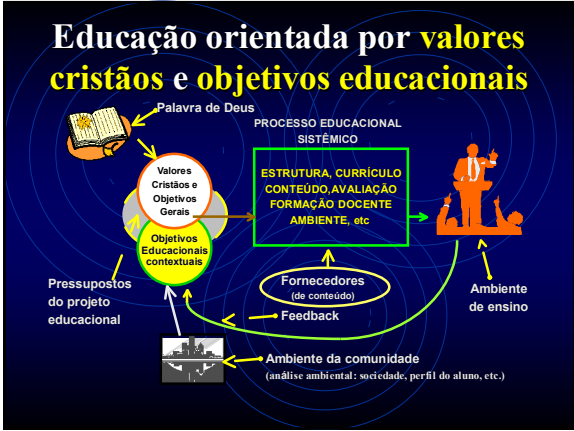 Educação orientada por valores
cristãos e objetivos educacionais
Palavra de Deus
PROCESSO EDUCACIONAL
SISTÊMICO
Valores
Cristãos e
Objetivos
Gerais
ESTRUTURA, CURRÍCULO
CONTEÚDO,AVALIAÇÃO
FORMAÇÃO DOCENTE
AMBIENTE, etc
Objetivos
Educacionais
contextuais
Pressupostos
do projeto
educacional
Fornecedores
(de conteúdo)
Ambiente
de ensino
Feedback
Ambiente da comunidade
(análise ambiental: sociedade, perfil do aluno, etc.)